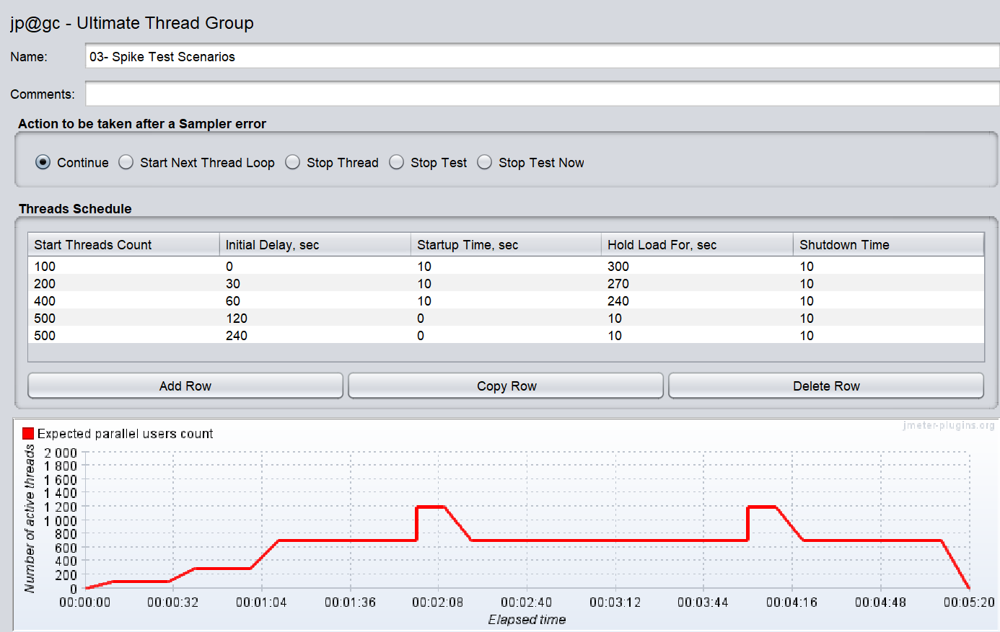 jp@gc - Ultimate Thread Group
Name: 03- Spike Test Scenarios
Comments:
Action to be taken after a Sampler error
Continue Start Next Thread Loop Stop Thread Stop Test Stop Test Now
Threads Schedule
Start Threads Count Initial Delay, sec Startup Time, sec Hold Load For, sec Shutdown Time
100 0 10 300 10
200 30 10 270 10
400 60 10 240 10
500 120 0 10 10
500 240 0 10 10
Add Row Copy Row Delete Row
jmeter-plugins.org
Expected parallel users count
Number of active threads
2 000
1 800
1 600
1 400
1 200
1 000
800
600
400
200
0
00:00:00 00:00:32 00:01:04 00:01:36 00:02:08 00:02:40 00:03:12 00:03:44 00:04:16 00:04:48 00:05:20
Elapsed time